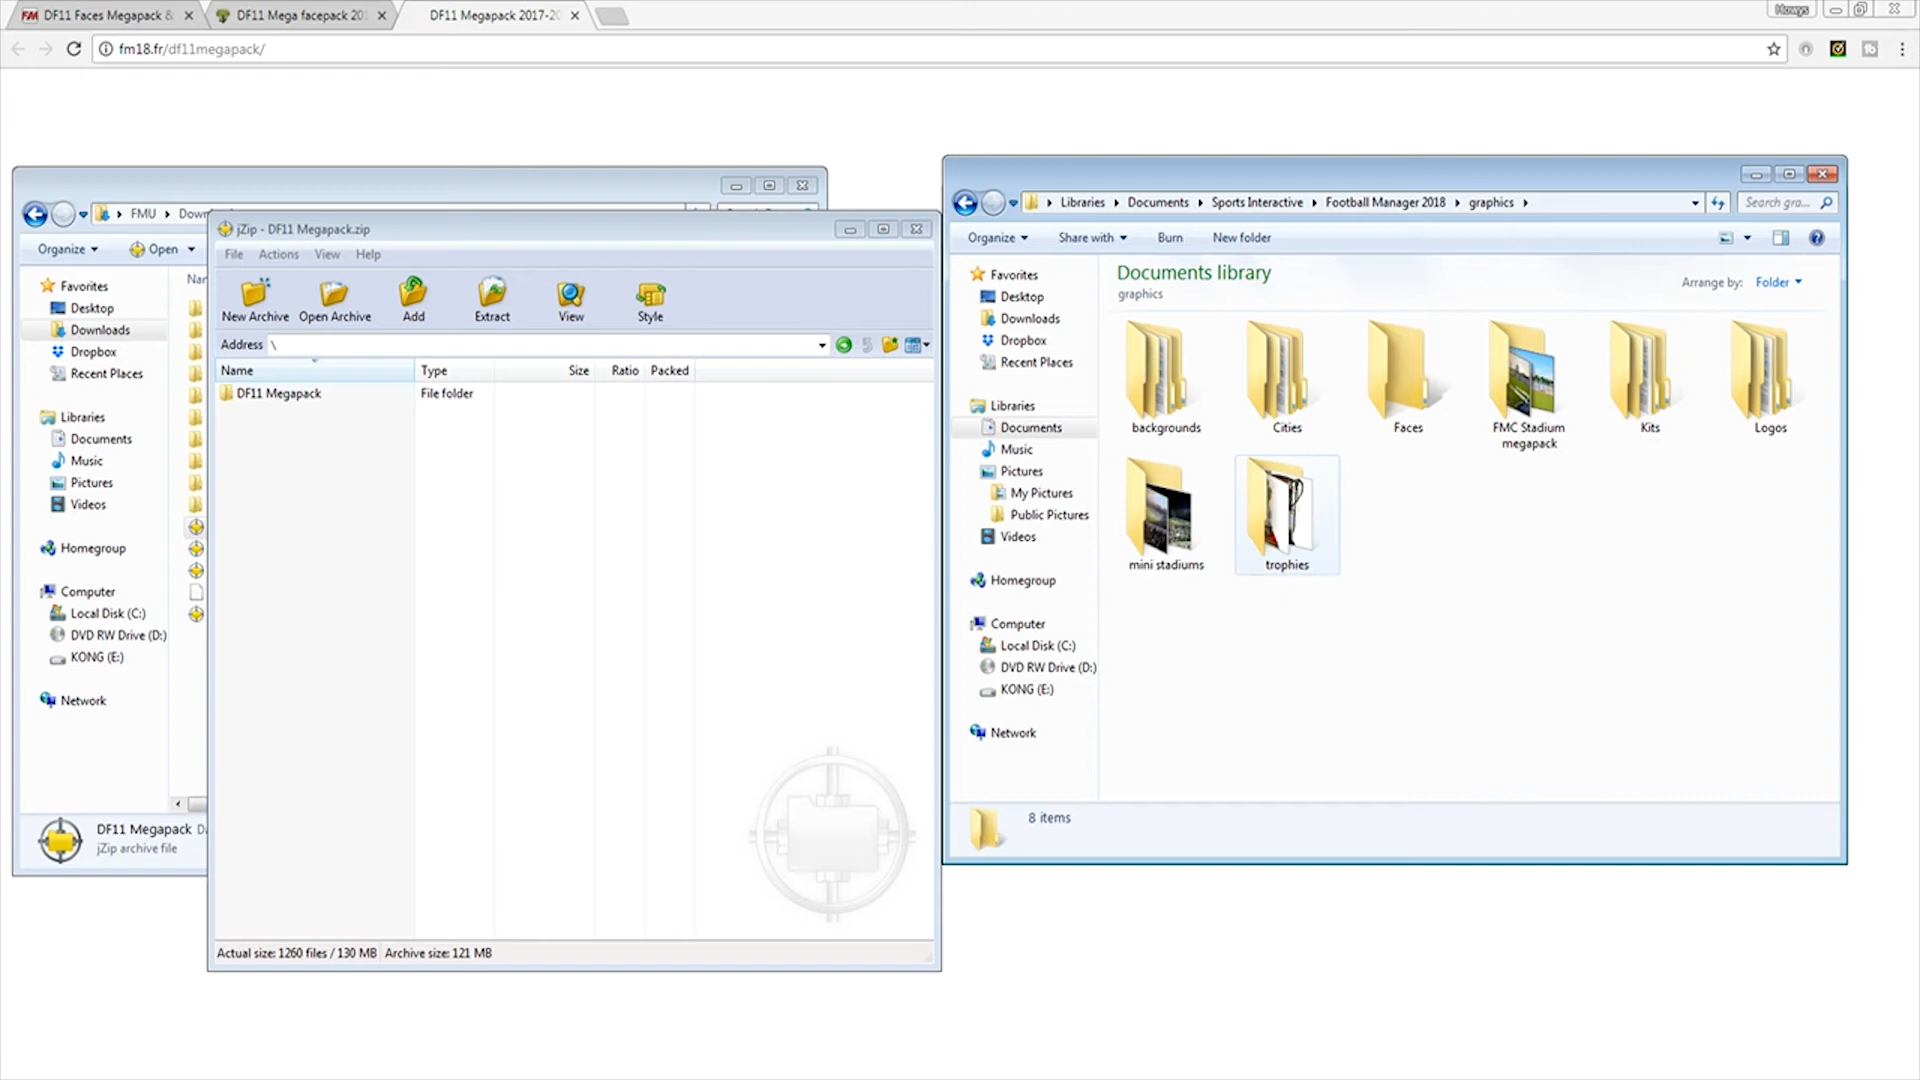 DF11 Faces Megapack &
DF11 Mega facepack 201
DF11 Megapack 2017-20
Howys
fm18.fr/df11megapack/
FMU
Organize
Open
Favorites
Desktop
Downloads
Dropbox
Recent Places
Libraries
Documents
Music
Pictures
Videos
Homegroup
Computer
Local Disk (C:)
DVD RW Drive (D:)
KONG (E:)
Network
DF11 Megapack
jZip archive file
jZip - DF11 Megapack.zip
File Actions View Help
New Archive Open Archive Add Extract View Style
Address \
Name Type Size Ratio Packed
DF11 Megapack File folder
Actual size: 1260 files / 130 MB Archive size: 121 MB
Libraries Documents Sports Interactive Football Manager 2018 graphics
Search gra...
Organize Share with Burn New folder
Favorites
Desktop
Downloads
Dropbox
Recent Places
Libraries
Documents
Music
Pictures
My Pictures
Public Pictures
Videos
Homegroup
Computer
Local Disk (C:)
DVD RW Drive (D:)
KONG (E:)
Network
Documents library
graphics
Arrange by: Folder
backgrounds Cities Faces FMC Stadium megapack Kits Logos
mini stadiums trophies
8 items